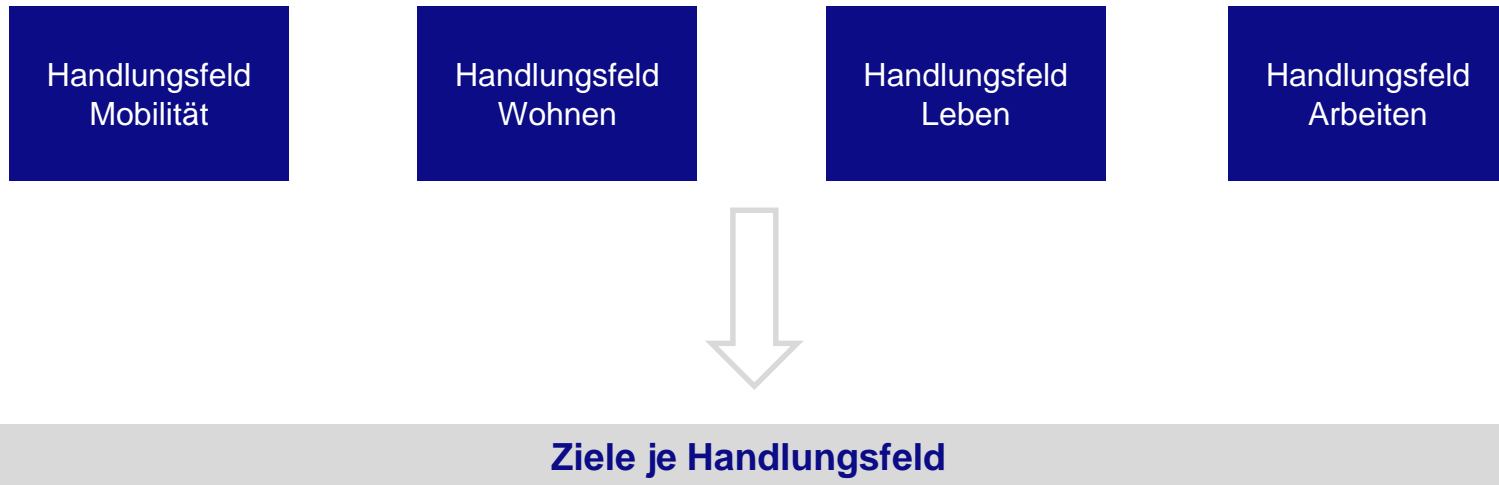 Handlungsfeld
Mobilität
Handlungsfeld
Wohnen
Handlungsfeld
Leben
Handlungsfeld
Arbeiten
Ziele je Handlungsfeld